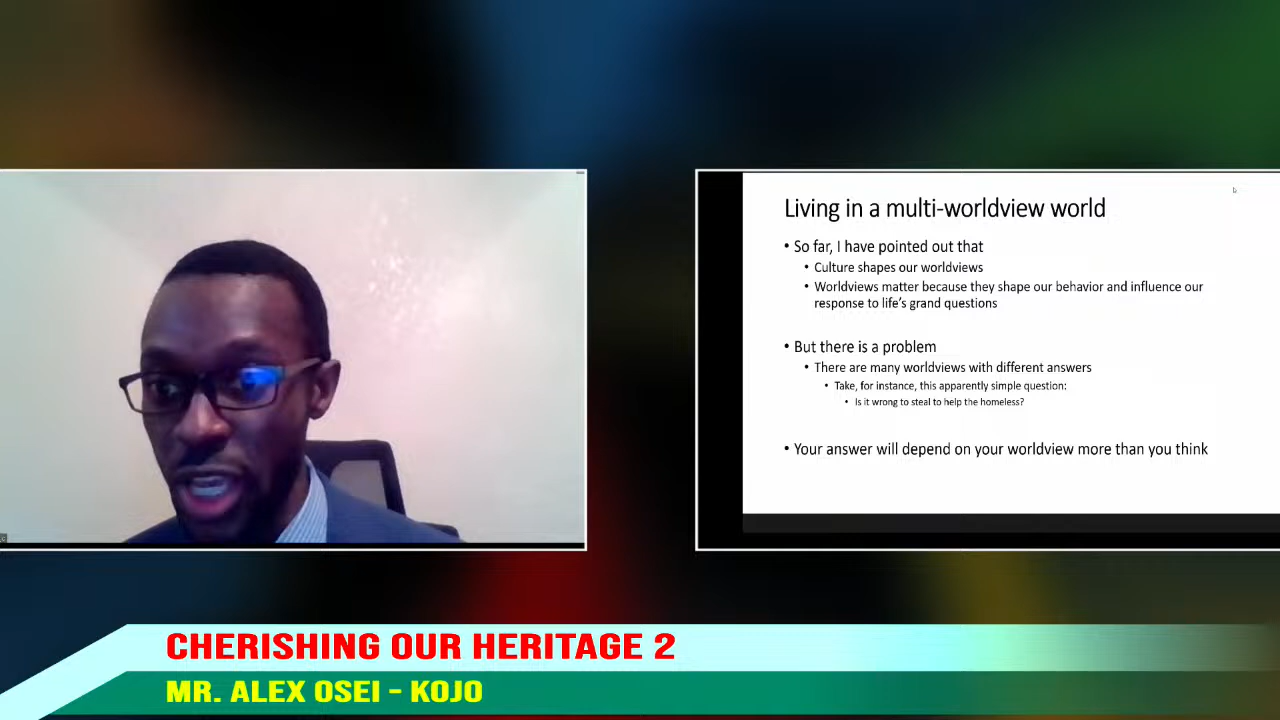 Living in a multi-worldview world
• So far, I have pointed out that
• Culture shapes our worldviews
• Worldviews matter because they shape our behavior and influence our
response to life's grand questions
• But there is a problem
• There are many worldviews with different answers
• Take, for instance, this apparently simple question:
• Is it wrong to steal to help the homeless?
• Your answer will depend on your worldview more than you think
CHERISHING OUR HERITAGE 2
MR. ALEX OSEI - KOJO